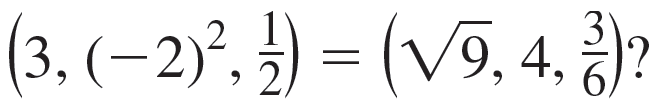 (3, (−2)², 1/2) = (√9, 4, 3/6)?